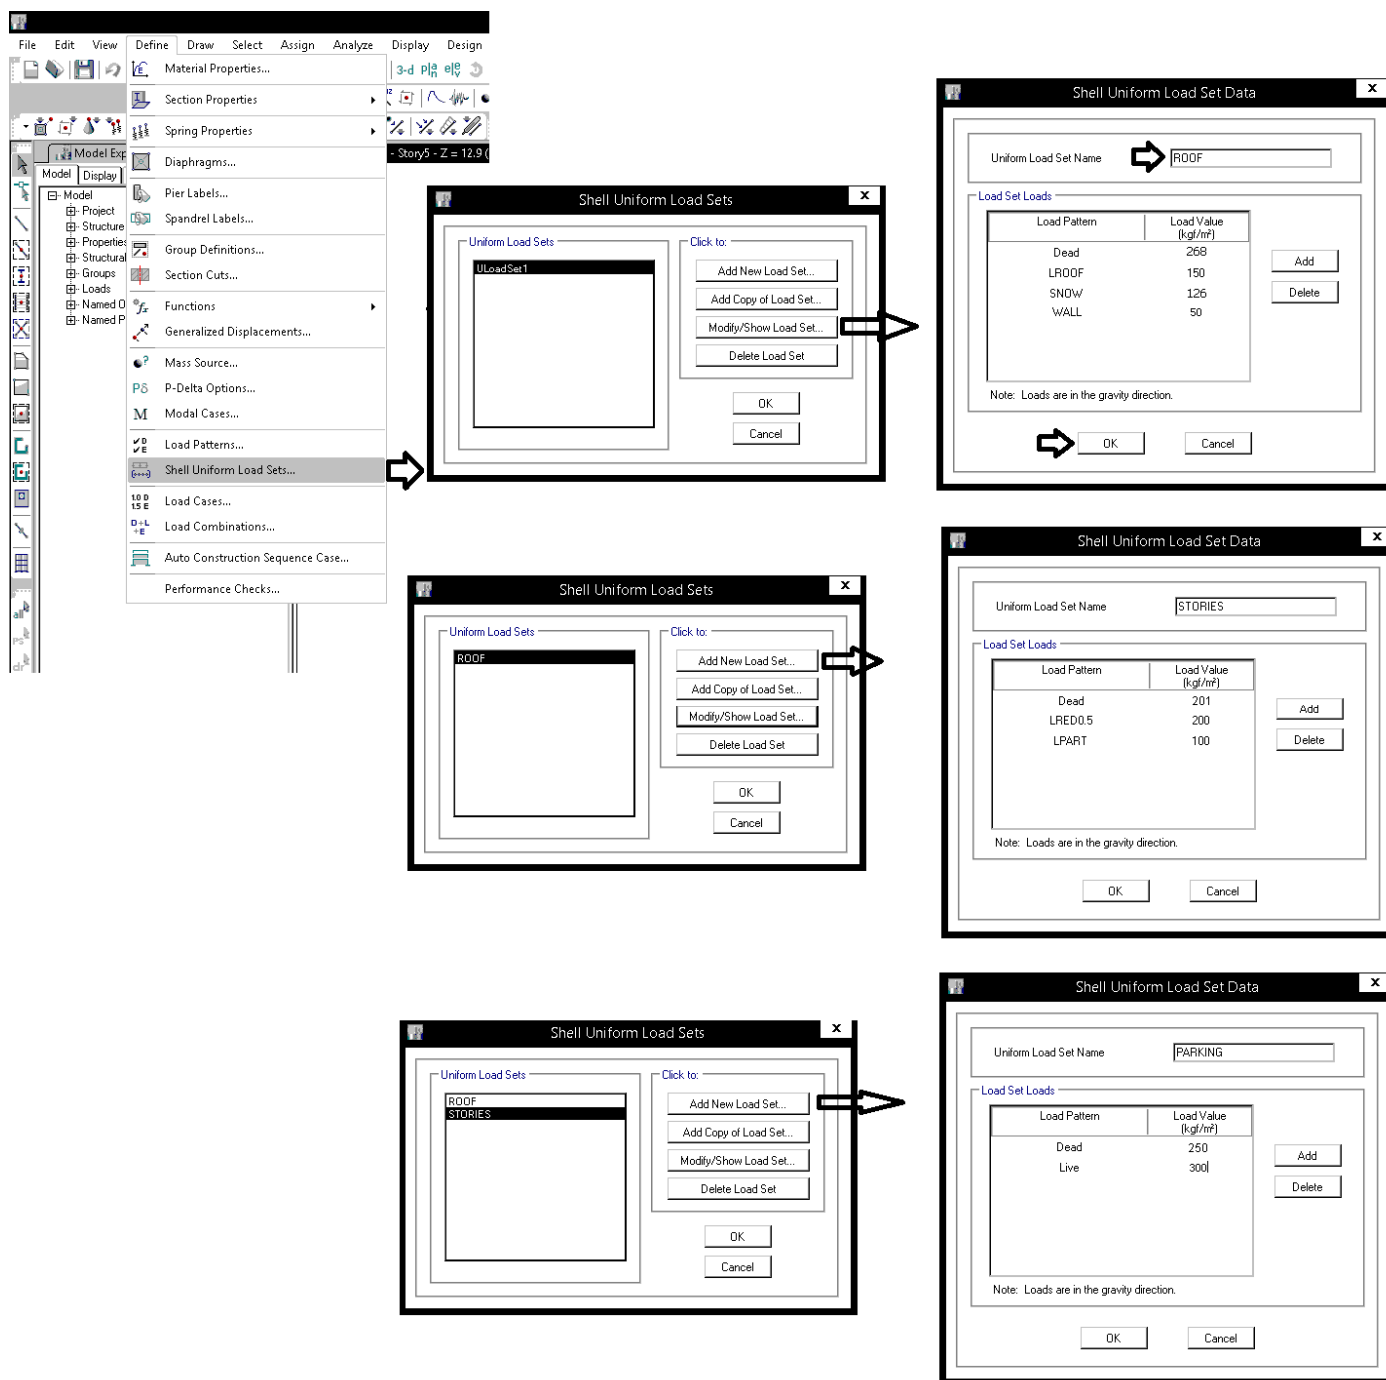 File Edit View Define Draw Select Assign Analyze Display Design
Material Properties...
3-d
Section Properties
Spring Properties
Model Exp
Diaphragms...
- Story5 - Z = 12.9 (
Model Display
Model
Project
Structure
Properties
Structural
Groups
Loads
Named O
Named P
Pier Labels...
Spandrel Labels...
Group Definitions...
Section Cuts...
Functions
Generalized Displacements...
Mass Source...
Pδ P-Delta Options...
M Modal Cases...
Load Patterns...
Shell Uniform Load Sets...
Load Cases...
Load Combinations...
Auto Construction Sequence Case...
Performance Checks...
Shell Uniform Load Sets
x
Uniform Load Sets
ULoadSet1
Click to:
Add New Load Set...
Add Copy of Load Set...
Modify/Show Load Set...
Delete Load Set
OK
Cancel
Shell Uniform Load Set Data
x
Uniform Load Set Name ROOF
Load Set Loads
Load Pattern Load Value
(kgf/m²)
Dead 268
LROOF 150
SNOW 126
WALL 50
Add
Delete
Note: Loads are in the gravity direction.
OK Cancel
Shell Uniform Load Sets
x
Uniform Load Sets
ROOF
Click to:
Add New Load Set...
Add Copy of Load Set...
Modify/Show Load Set...
Delete Load Set
OK
Cancel
Shell Uniform Load Set Data
x
Uniform Load Set Name STORIES
Load Set Loads
Load Pattern Load Value
(kgf/m²)
Dead 201
LRED0.5 200
LPART 100
Add
Delete
Note: Loads are in the gravity direction.
OK Cancel
Shell Uniform Load Sets
x
Uniform Load Sets
ROOF
STORIES
Click to:
Add New Load Set...
Add Copy of Load Set...
Modify/Show Load Set...
Delete Load Set
OK
Cancel
Shell Uniform Load Set Data
x
Uniform Load Set Name PARKING
Load Set Loads
Load Pattern Load Value
(kgf/m²)
Dead 250
Live 300
Add
Delete
Note: Loads are in the gravity direction.
OK Cancel